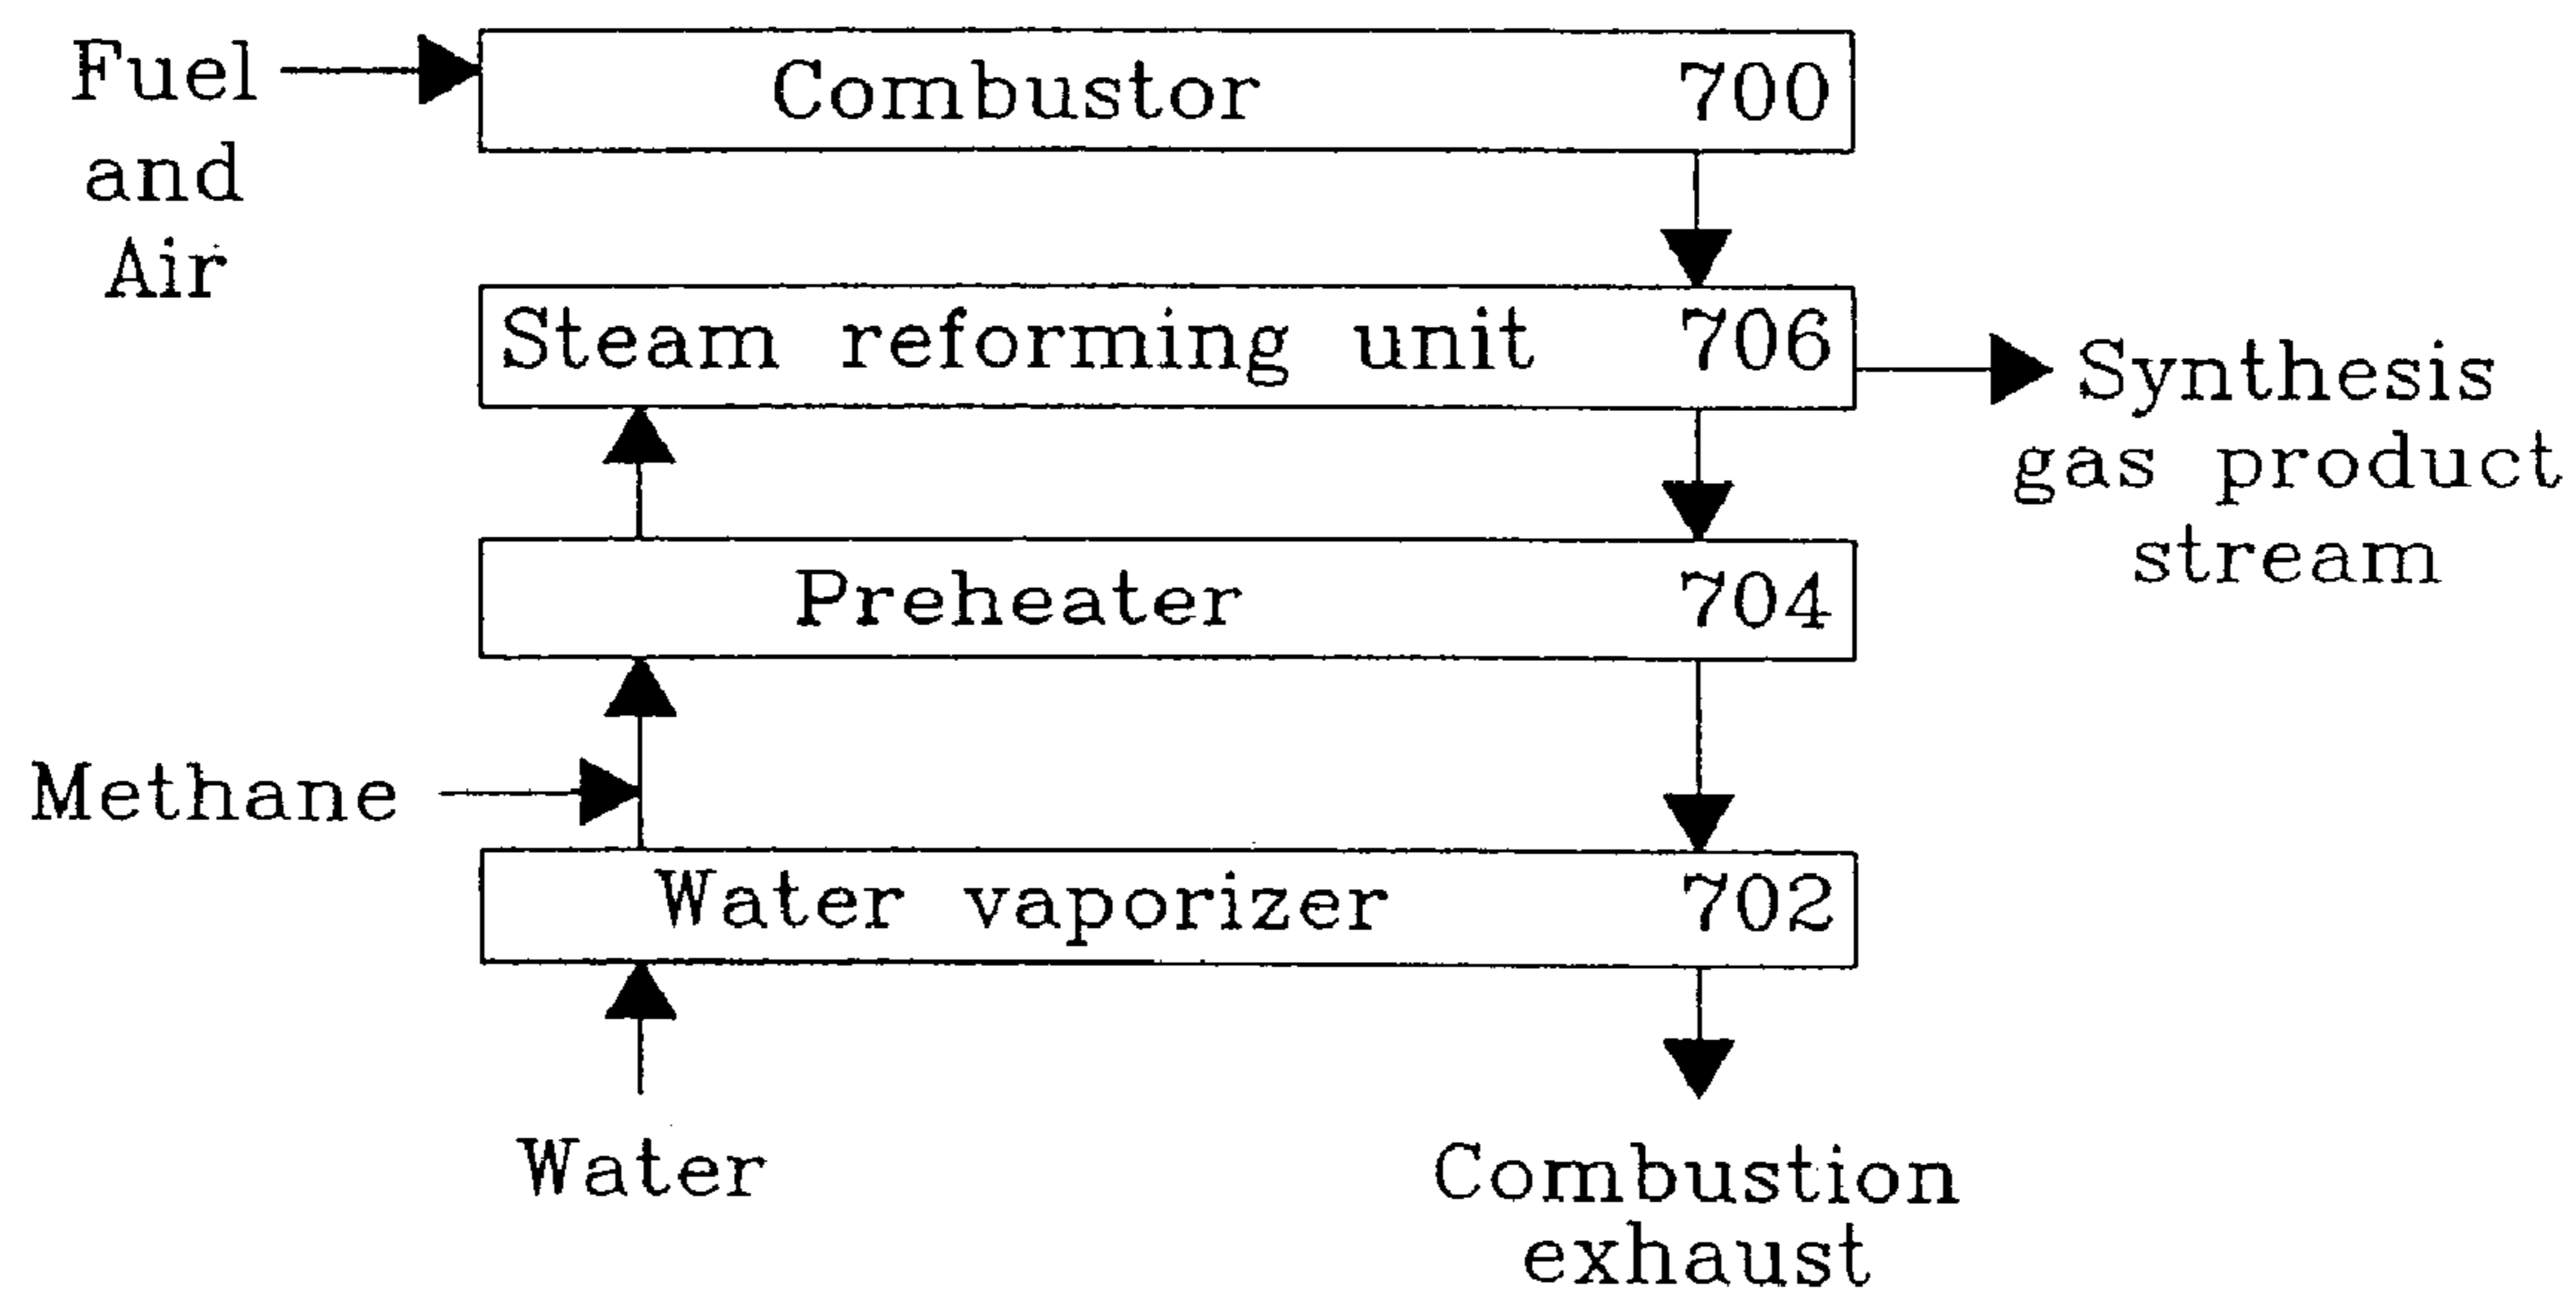 Fuel
and
Air
Combustor 700
Steam reforming unit 706
Synthesis
gas product
stream
Preheater 704
Methane
Water vaporizer 702
Water
Combustion
exhaust